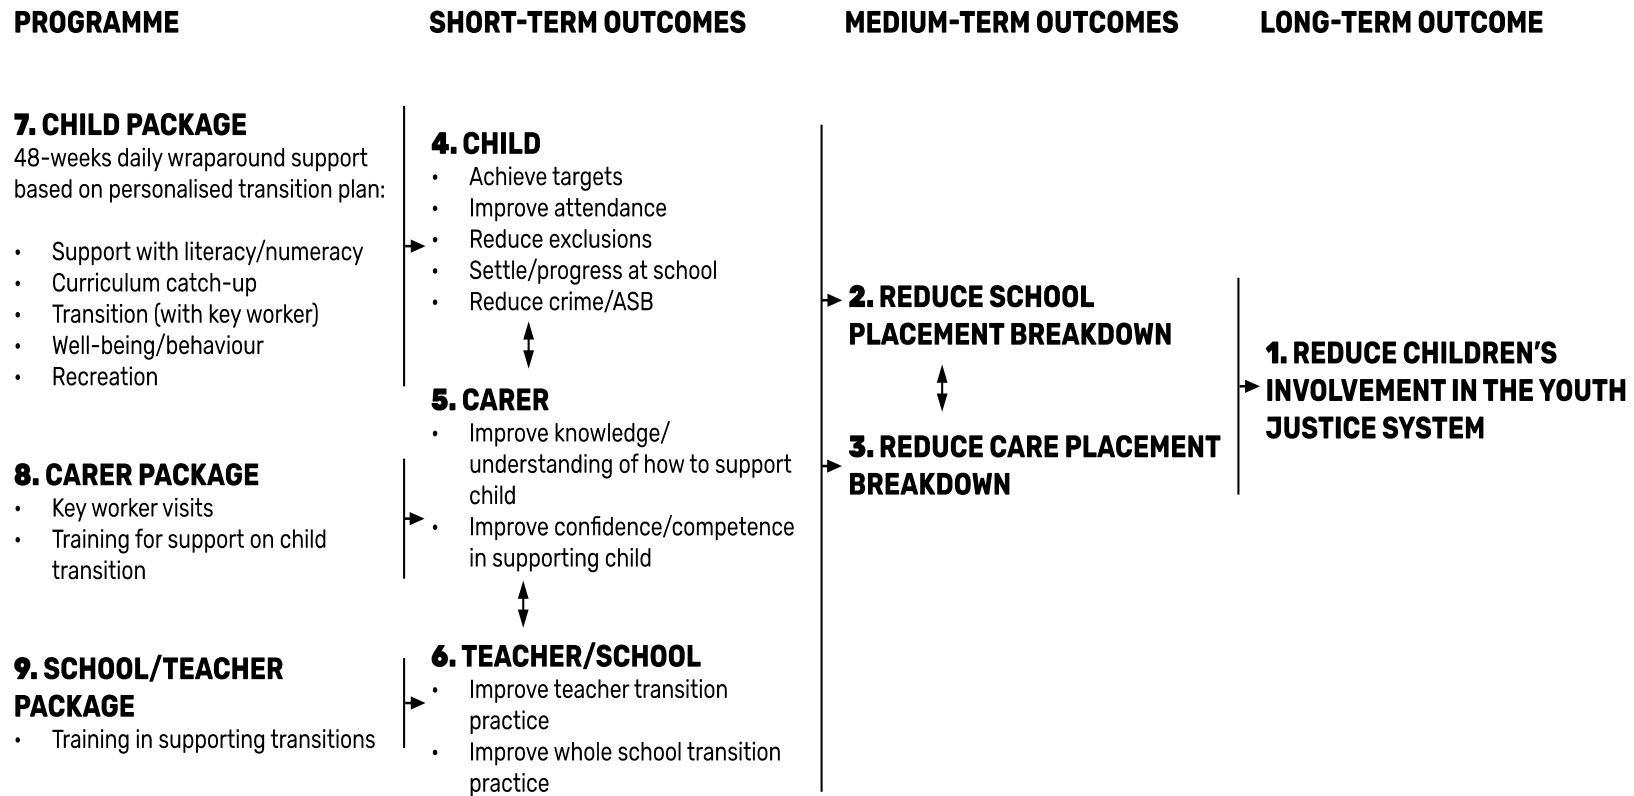 PROGRAMME
SHORT-TERM OUTCOMES
MEDIUM-TERM OUTCOMES
LONG-TERM OUTCOME
7. CHILD PACKAGE
48-weeks daily wraparound support
based on personalised transition plan:
• Support with literacy/numeracy
• Curriculum catch-up
• Transition (with key worker)
• Well-being/behaviour
• Recreation
8. CARER PACKAGE
• Key worker visits
• Training for support on child
transition
9. SCHOOL/TEACHER
PACKAGE
• Training in supporting transitions
4. CHILD
• Achieve targets
• Improve attendance
• Reduce exclusions
• Settle/progress at school
• Reduce crime/ASB
5. CARER
• Improve knowledge/
understanding of how to support
child
• Improve confidence/competence
in supporting child
6. TEACHER/SCHOOL
• Improve teacher transition
practice
• Improve whole school transition
practice
2. REDUCE SCHOOL
PLACEMENT BREAKDOWN
3. REDUCE CARE PLACEMENT
BREAKDOWN
1. REDUCE CHILDREN'S
INVOLVEMENT IN THE YOUTH
JUSTICE SYSTEM